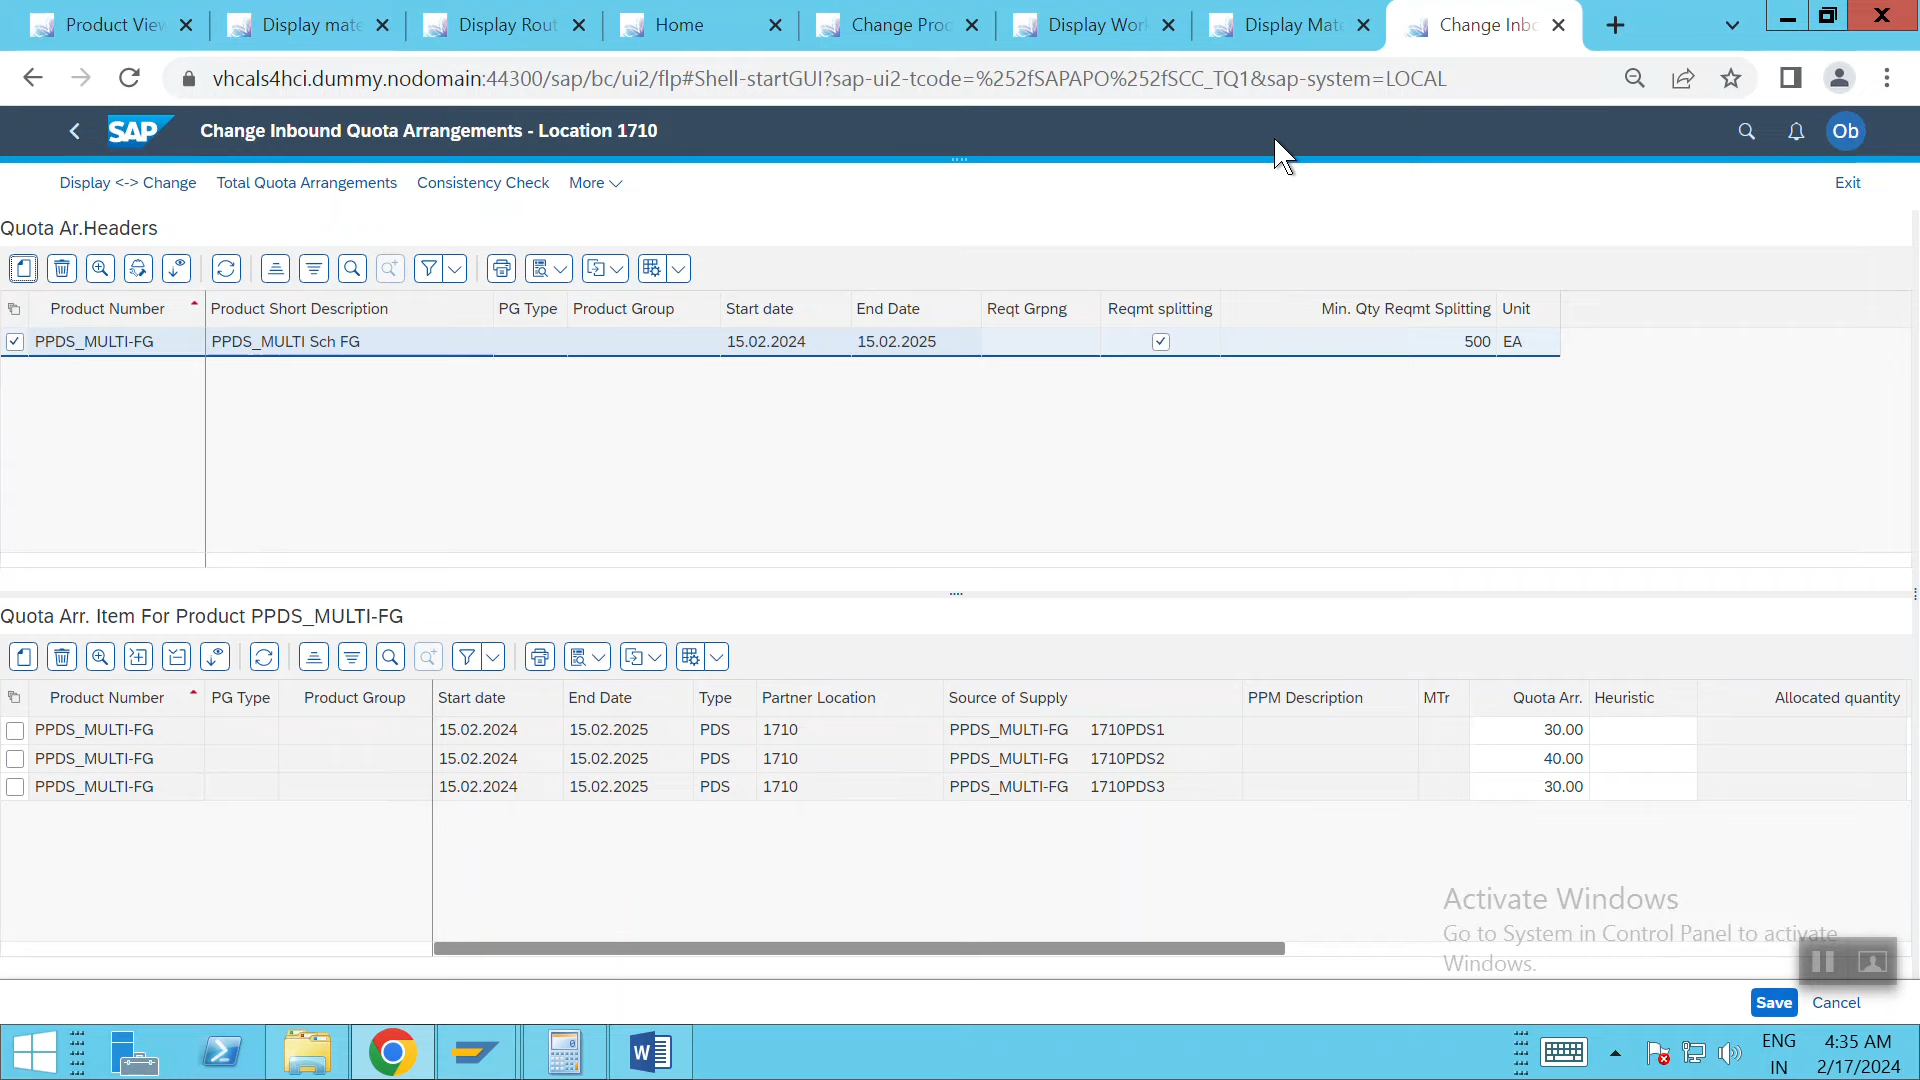 Product View
Display mate
Display Rout
Home
Change Prod
Display Wor
Display Mate
Change Inbo
vhcals4hci.dummy.nodomain:44300/sap/bc/ui2/flp#Shell-startGUI?sap-ui2-tcode=%252fSAPAPO%252fSCC_TQ1&sap-system=LOCAL
SAP Change Inbound Quota Arrangements - Location 1710 Ob
Display <-> Change Total Quota Arrangements Consistency Check More Exit
Quota Ar.Headers
Product Number Product Short Description PG Type Product Group Start date End Date Reqt Grpng Reqmt splitting Min. Qty Reqmt Splitting Unit
PPDS_MULTI-FG PPDS_MULTI Sch FG 15.02.2024 15.02.2025 500 EA
Quota Arr. Item For Product PPDS_MULTI-FG
Product Number PG Type Product Group Start date End Date Type Partner Location Source of Supply PPM Description MTr Quota Arr. Heuristic Allocated quantity
PPDS_MULTI-FG 15.02.2024 15.02.2025 PDS 1710 PPDS_MULTI-FG 1710PDS1 30.00
PPDS_MULTI-FG 15.02.2024 15.02.2025 PDS 1710 PPDS_MULTI-FG 1710PDS2 40.00
PPDS_MULTI-FG 15.02.2024 15.02.2025 PDS 1710 PPDS_MULTI-FG 1710PDS3 30.00
Activate Windows
Go to System in Control Panel to activate
Windows.
Save Cancel
ENG 4:35 AM
IN 2/17/2024